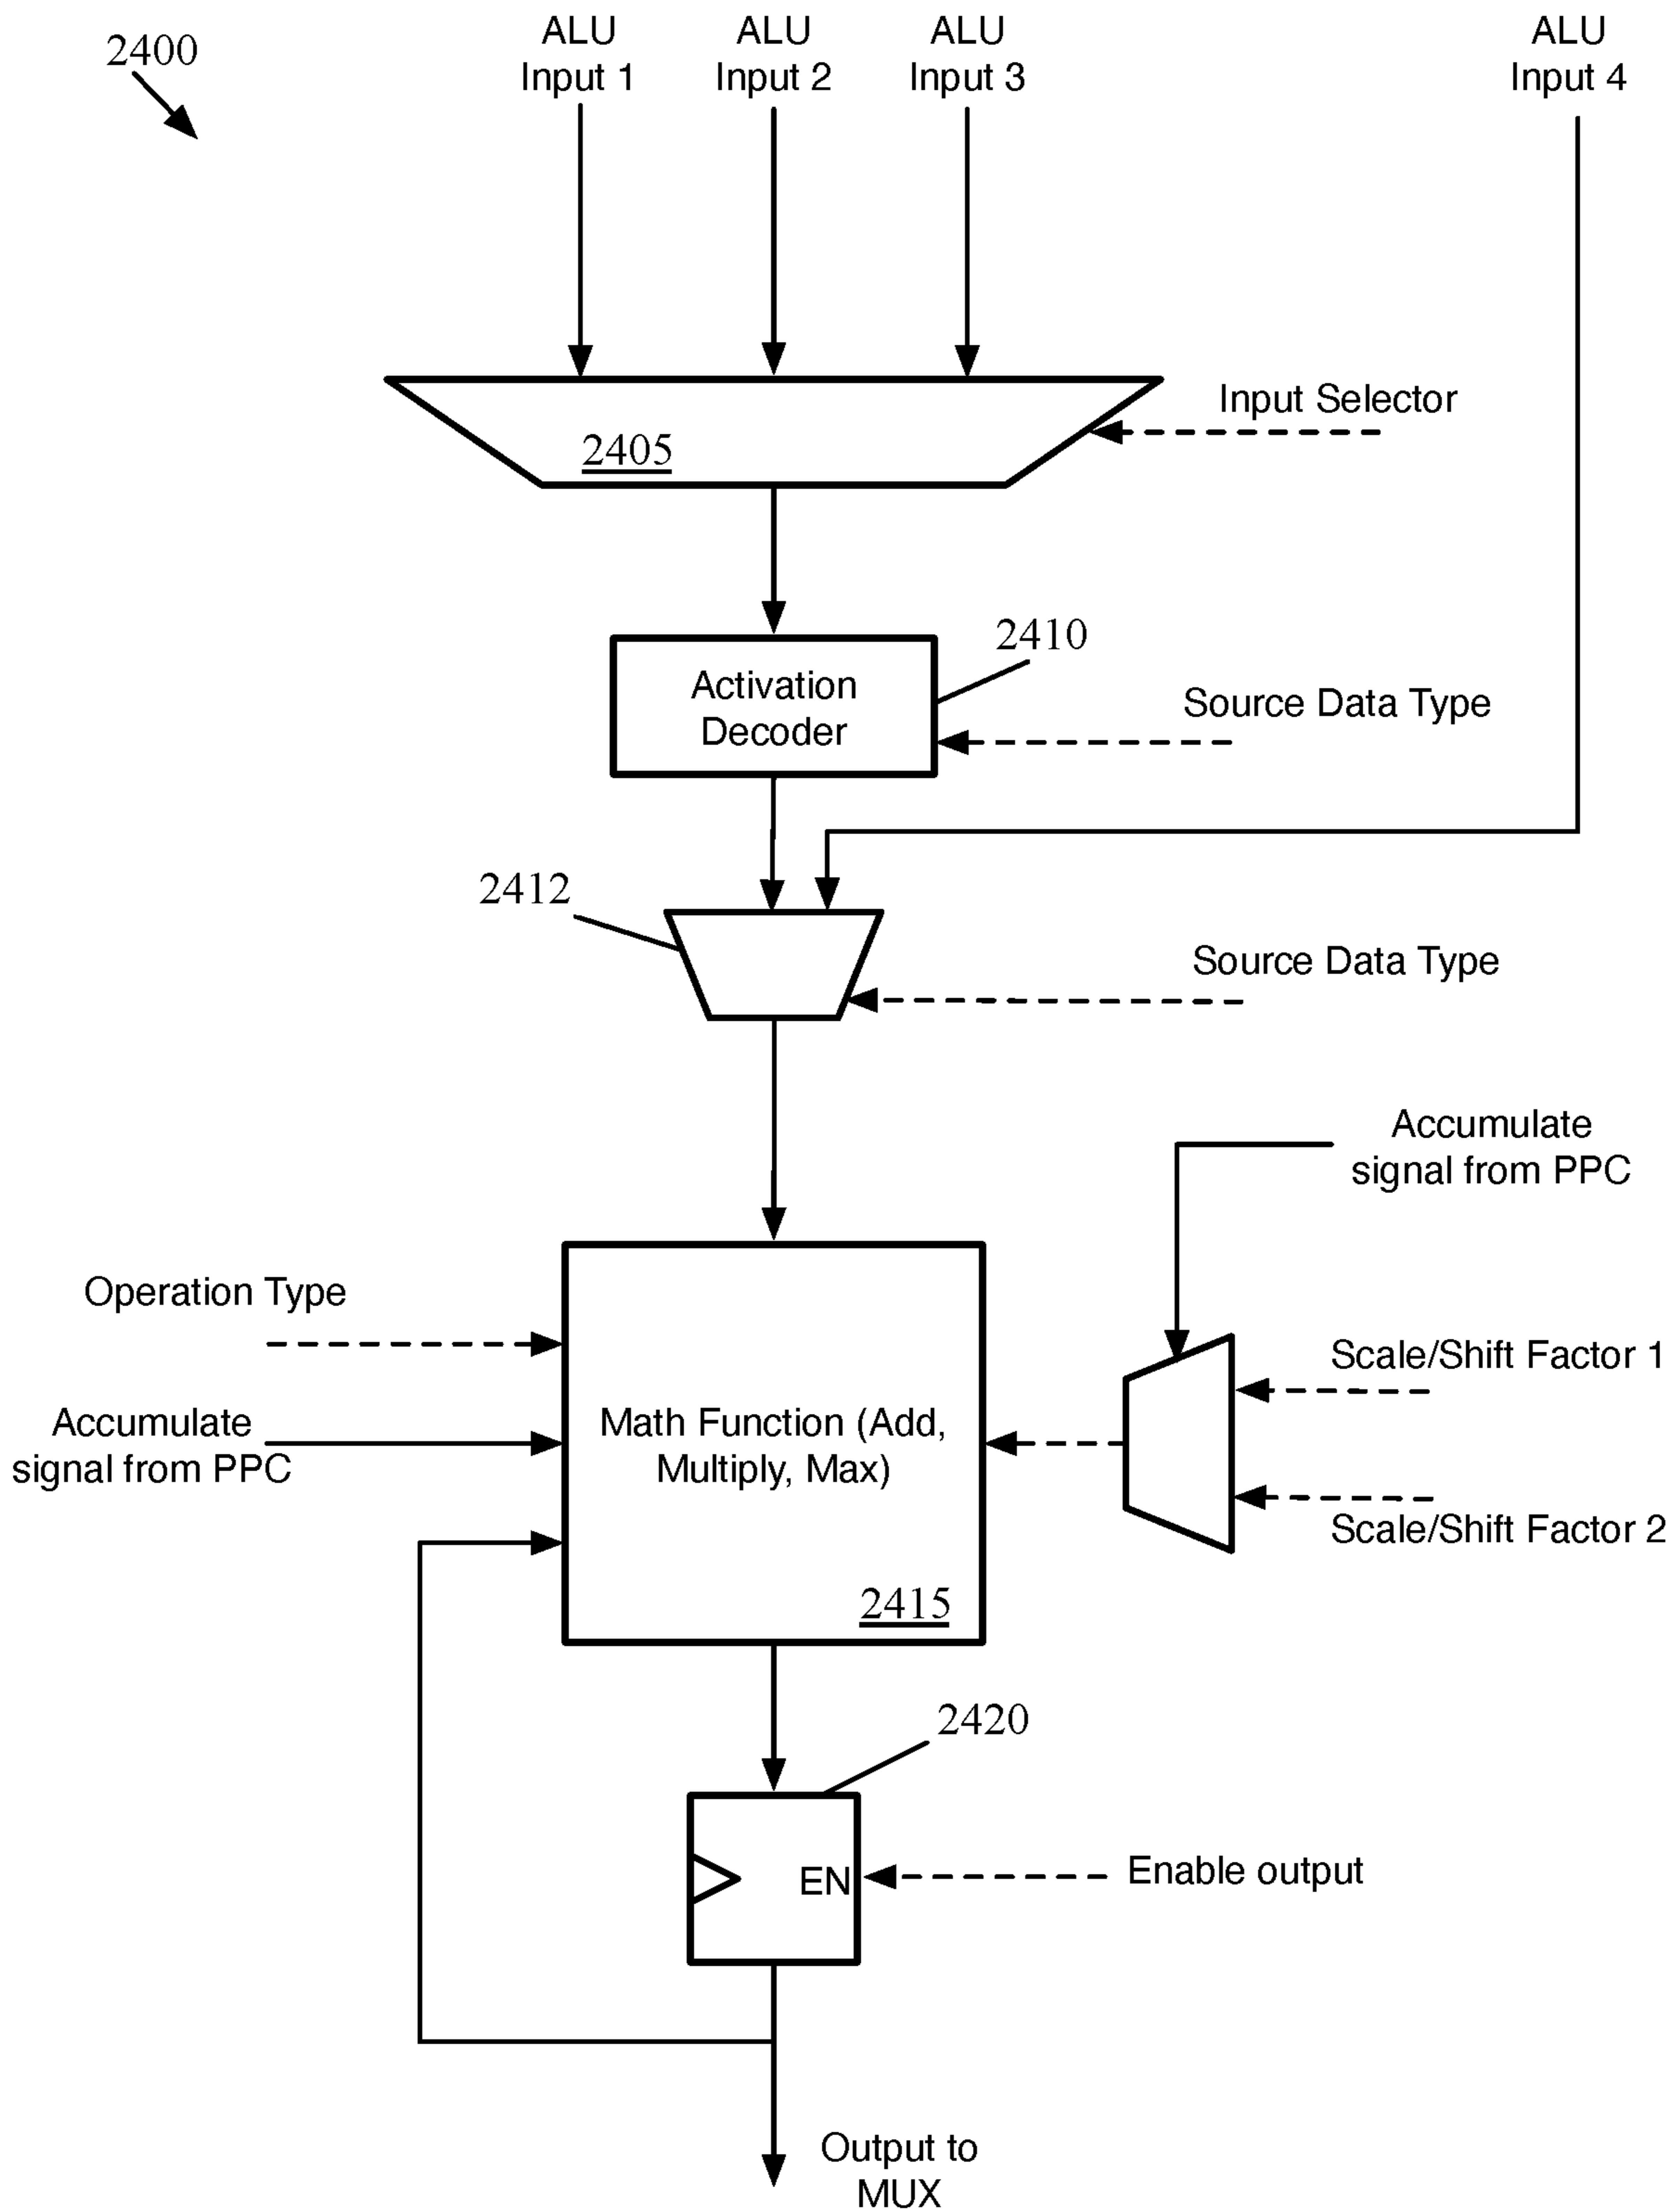 2400
ALU
Input 1
ALU
Input 2
ALU
Input 3
ALU
Input 4
Input Selector
2405
2410
Activation
Decoder
Source Data Type
2412
Source Data Type
Accumulate
signal from PPC
Operation Type
Scale/Shift Factor 1
Accumulate
signal from PPC
Math Function (Add,
Multiply, Max)
Scale/Shift Factor 2
2415
2420
EN
Enable output
Output to
MUX